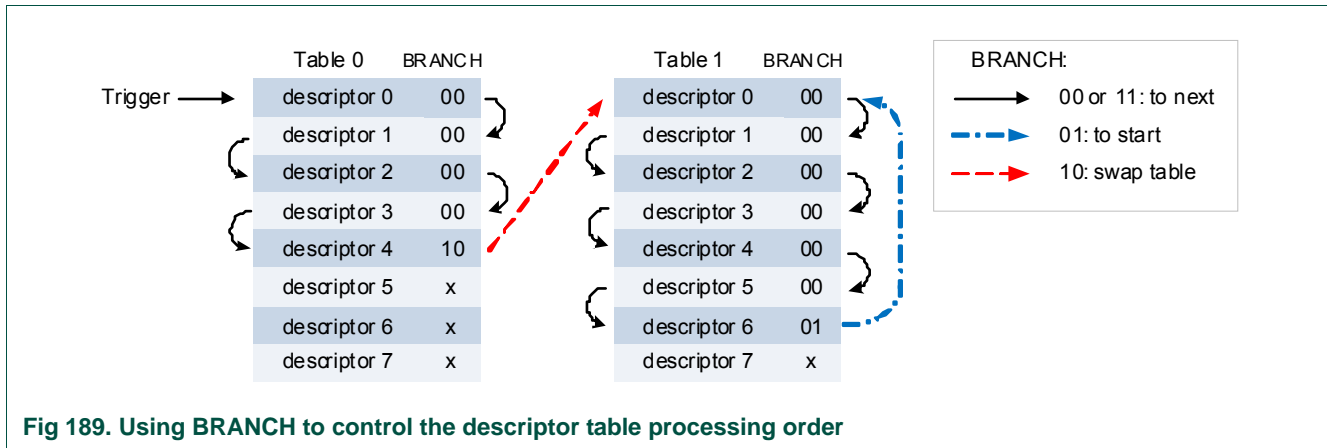 Table 0 BRANCH
Trigger
descriptor 0 00
descriptor 1 00
descriptor 2 00
descriptor 3 00
descriptor 4 10
descriptor 5 x
descriptor 6 x
descriptor 7 x
Table 1 BRANCH
descriptor 0 00
descriptor 1 00
descriptor 2 00
descriptor 3 00
descriptor 4 00
descriptor 5 00
descriptor 6 01
descriptor 7 x
BRANCH:
00 or 11: to next
01: to start
10: swap table
Fig 189. Using BRANCH to control the descriptor table processing order